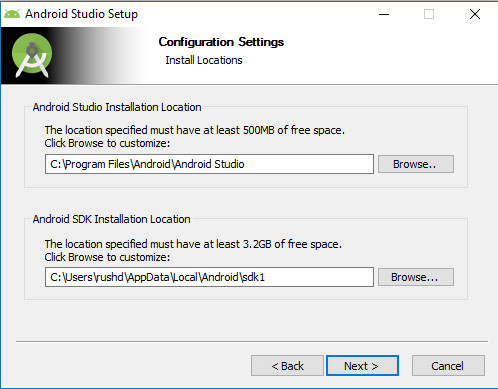 Android Studio Setup
Configuration Settings
Install Locations
Android Studio Installation Location
The location specified must have at least 500MB of free space.
Click Browse to customize:
C:\Program Files\Android\Android Studio
Browse..
Android SDK Installation Location
The location specified must have at least 3.2GB of free space.
Click Browse to customize:
C:\Users\rushd\AppData\Local\Android\sdk1
Browse...
< Back
Next >
Cancel